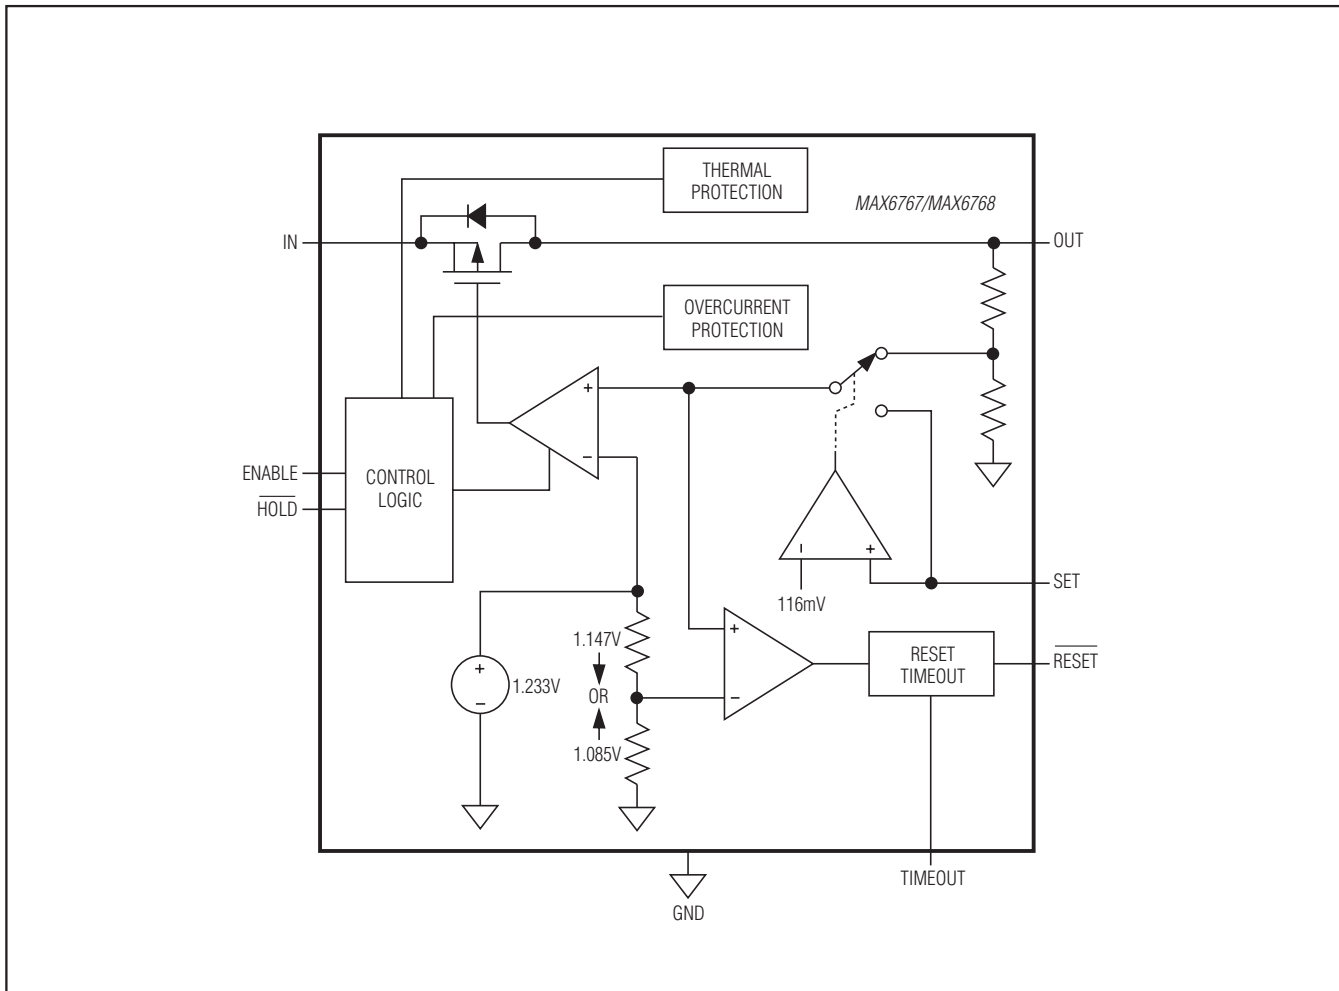 THERMAL
PROTECTION
MAX6767/MAX6768
IN
OUT
OVERCURRENT
PROTECTION
+
−
ENABLE
HOLD
CONTROL
LOGIC
− +
SET
116mV
1.147V
OR
1.085V
+
−
1.233V
+
−
RESET
TIMEOUT
RESET
TIMEOUT
GND